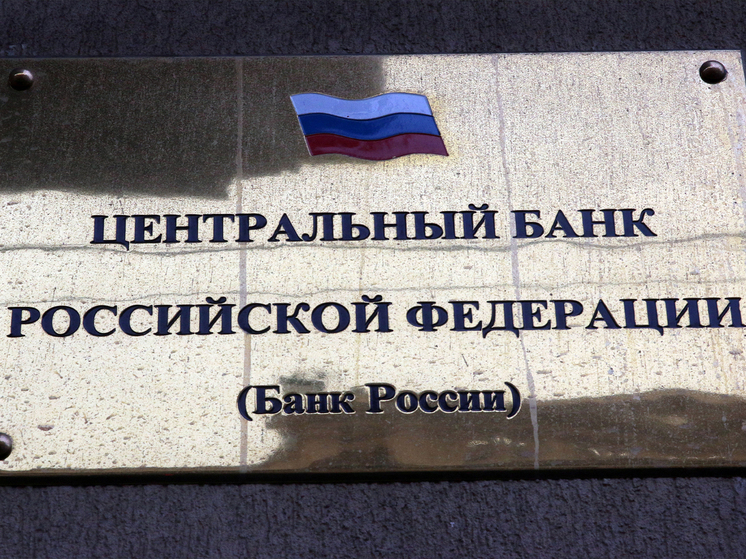 ЦЕНТРАЛЬНЫЙ БАНК
РОССИЙСКОЙ ФЕДЕРАЦИИ
(Банк России)